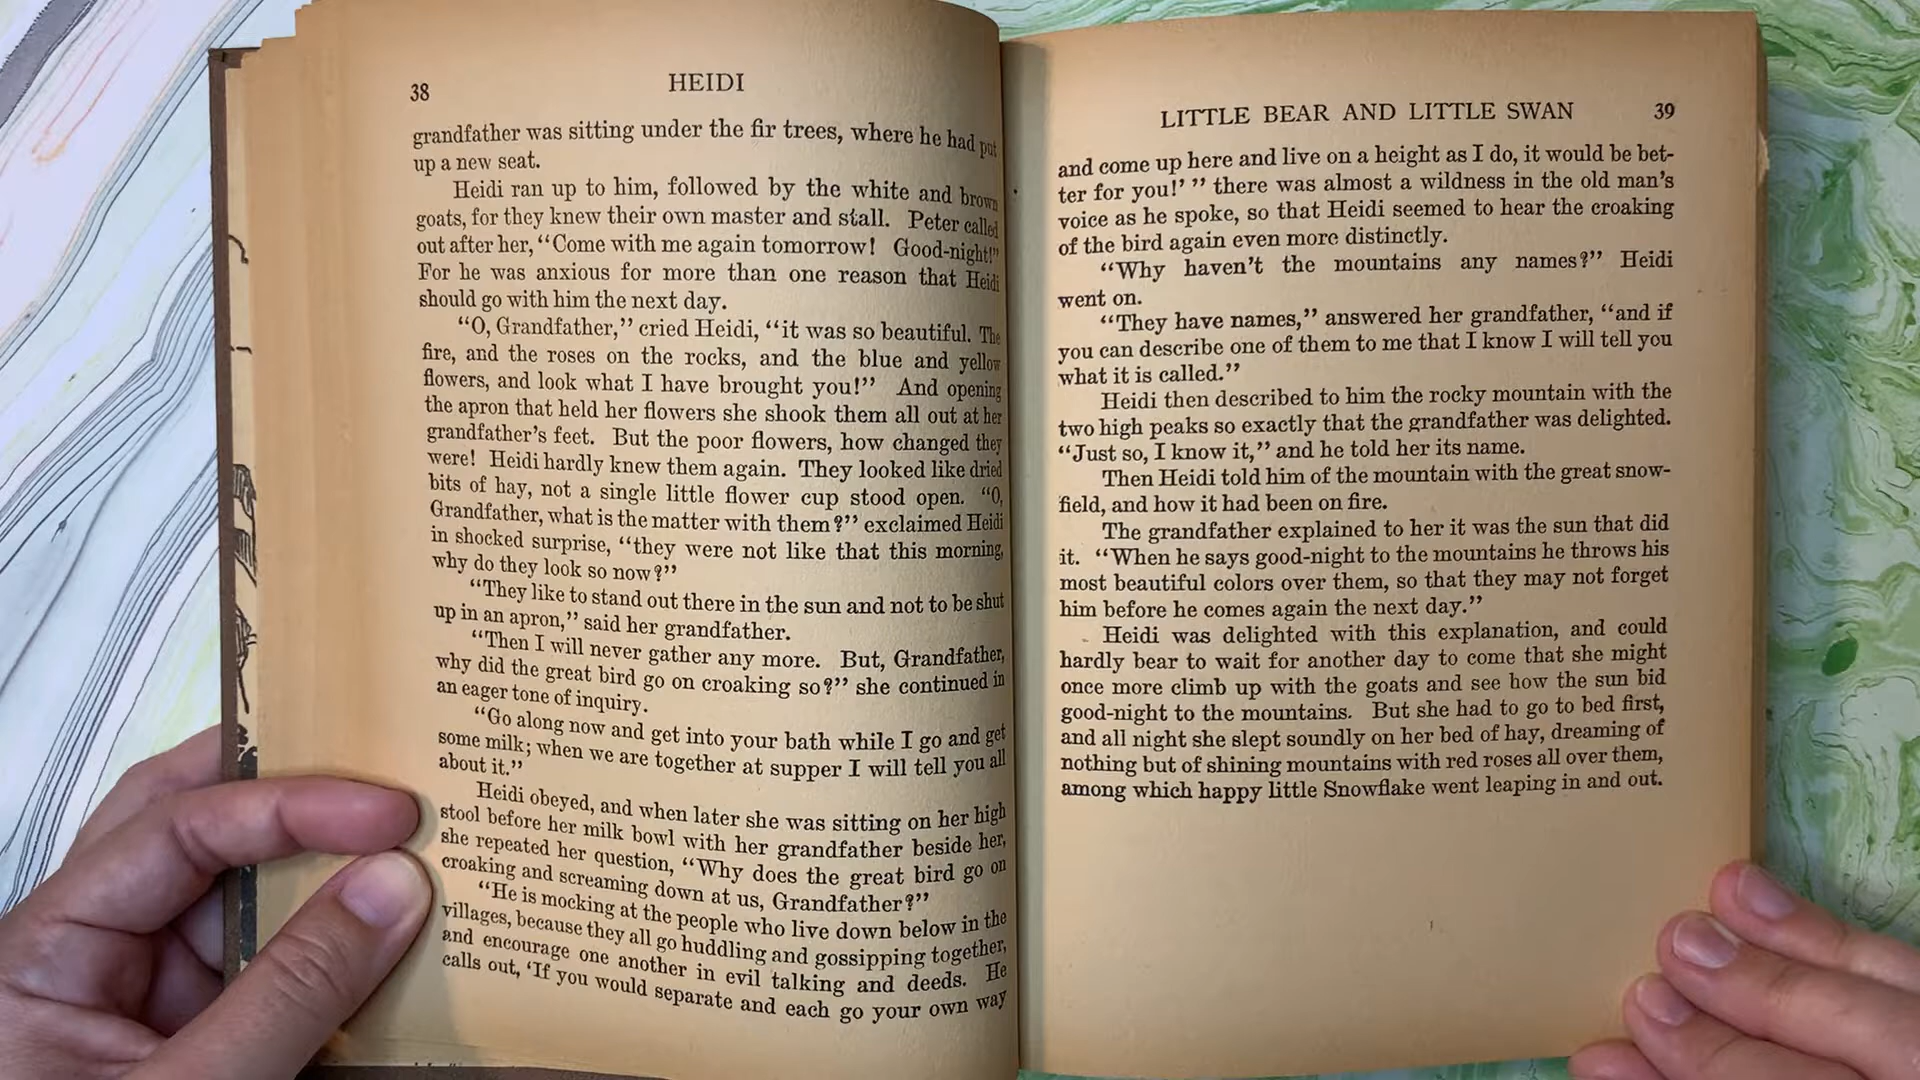 38
HEIDI
grandfather was sitting under the fir trees, where he had put
up a new seat.
Heidi ran up to him, followed by the white and brown
goats, for they knew their own master and stall. Peter called
out after her, “Come with me again tomorrow! Good-night!”
For he was anxious for more than one reason that Heidi
should go with him the next day.
“O, Grandfather,” cried Heidi, “it was so beautiful. The
fire, and the roses on the rocks, and the blue and yellow
flowers, and look what I have brought you!” And opening
the apron that held her flowers she shook them all out at her
grandfather’s feet. But the poor flowers, how changed they
were! Heidi hardly knew them again. They looked like dried
bits of hay, not a single little flower cup stood open. “O,
Grandfather, what is the matter with them?” exclaimed Heidi
in shocked surprise, “they were not like that this morning,
why do they look so now?”
“They like to stand out there in the sun and not to be shut
up in an apron,” said her grandfather.
“Then I will never gather any more. But, Grandfather,
why did the great bird go on croaking so?” she continued in
an eager tone of inquiry.
“Go along now and get into your bath while I go and get
some milk; when we are together at supper I will tell you all
about it.”
Heidi obeyed, and when later she was sitting on her high
stool before her milk bowl with her grandfather beside her,
she repeated her question, “Why does the great bird go on
croaking and screaming down at us, Grandfather?”
“He is mocking at the people who live down below in the
villages, because they all go huddling and gossipping together,
and encourage one another in evil talking and deeds. He
calls out, ‘If you would separate and each go your own way
LITTLE BEAR AND LITTLE SWAN
39
and come up here and live on a height as I do, it would be bet-
ter for you!’ ” there was almost a wildness in the old man’s
voice as he spoke, so that Heidi seemed to hear the croaking
of the bird again even more distinctly.
“Why haven’t the mountains any names?” Heidi
went on.
“They have names,” answered her grandfather, “and if
you can describe one of them to me that I know I will tell you
what it is called.”
Heidi then described to him the rocky mountain with the
two high peaks so exactly that the grandfather was delighted.
“Just so, I know it,” and he told her its name.
Then Heidi told him of the mountain with the great snow-
field, and how it had been on fire.
The grandfather explained to her it was the sun that did
it. “When he says good-night to the mountains he throws his
most beautiful colors over them, so that they may not forget
him before he comes again the next day.”
Heidi was delighted with this explanation, and could
hardly bear to wait for another day to come that she might
once more climb up with the goats and see how the sun bid
good-night to the mountains. But she had to go to bed first,
and all night she slept soundly on her bed of hay, dreaming of
nothing but of shining mountains with red roses all over them,
among which happy little Snowflake went leaping in and out.